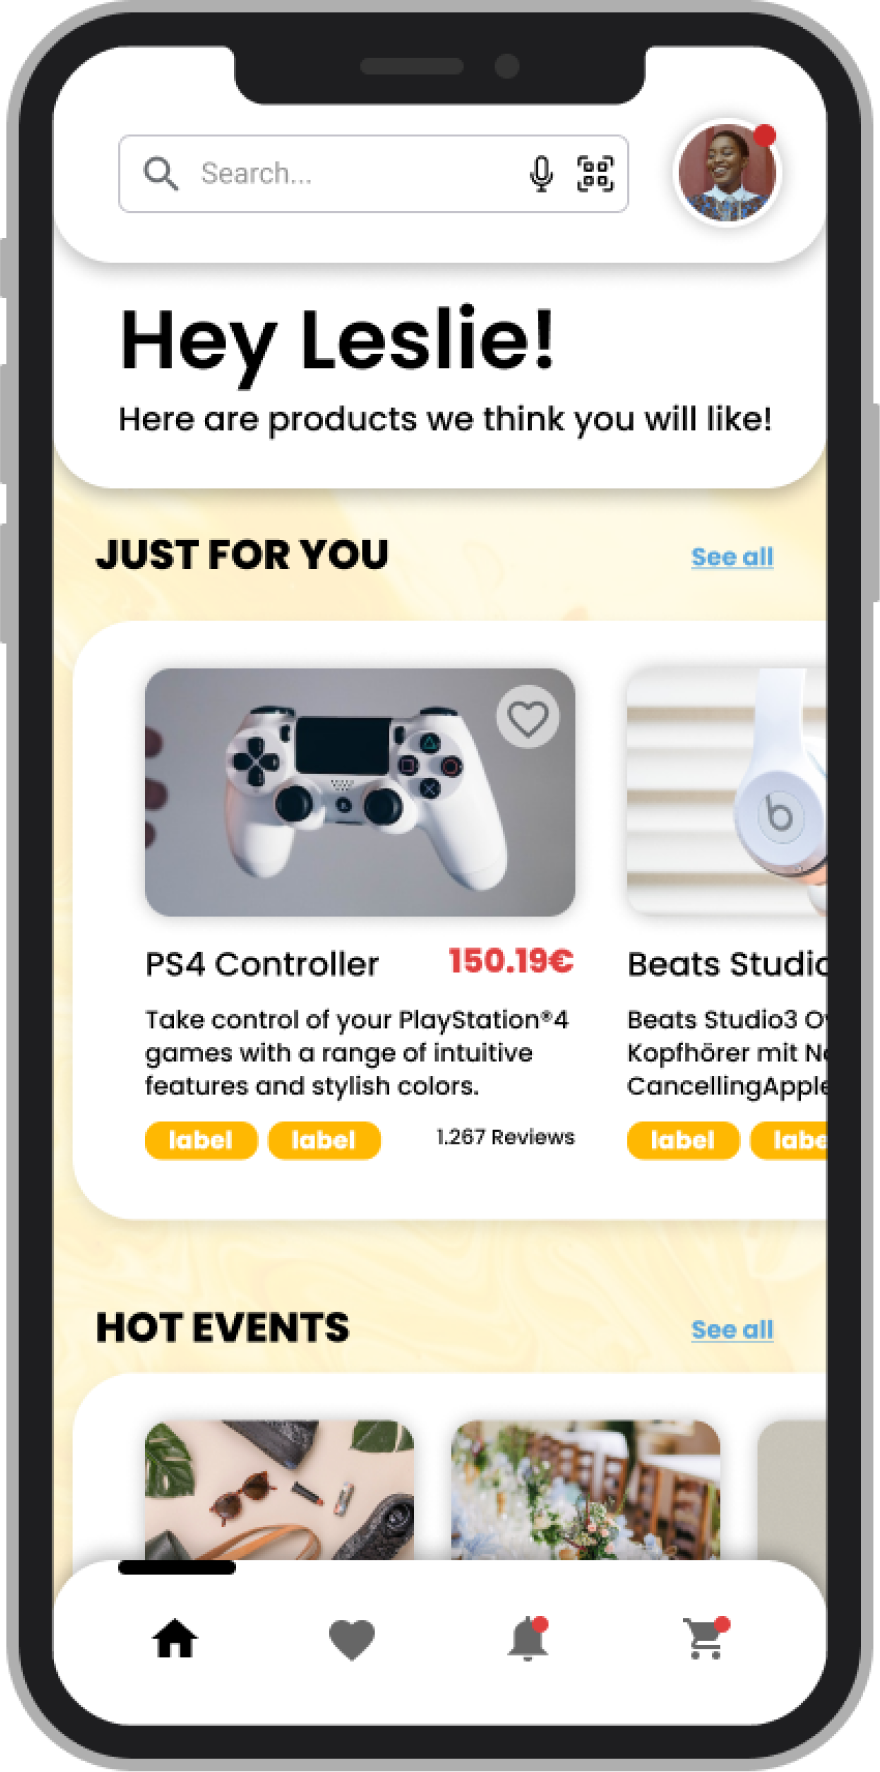 Search...
Hey Leslie!
Here are products we think you will like!
JUST FOR YOU
See all
PS4 Controller
150.19€
Take control of your PlayStation®4
games with a range of intuitive
features and stylish colors.
label
label
1.267 Reviews
Beats Studio
Beats Studio3
Kopfhörer mit
CancellingApple
label
HOT EVENTS
See all